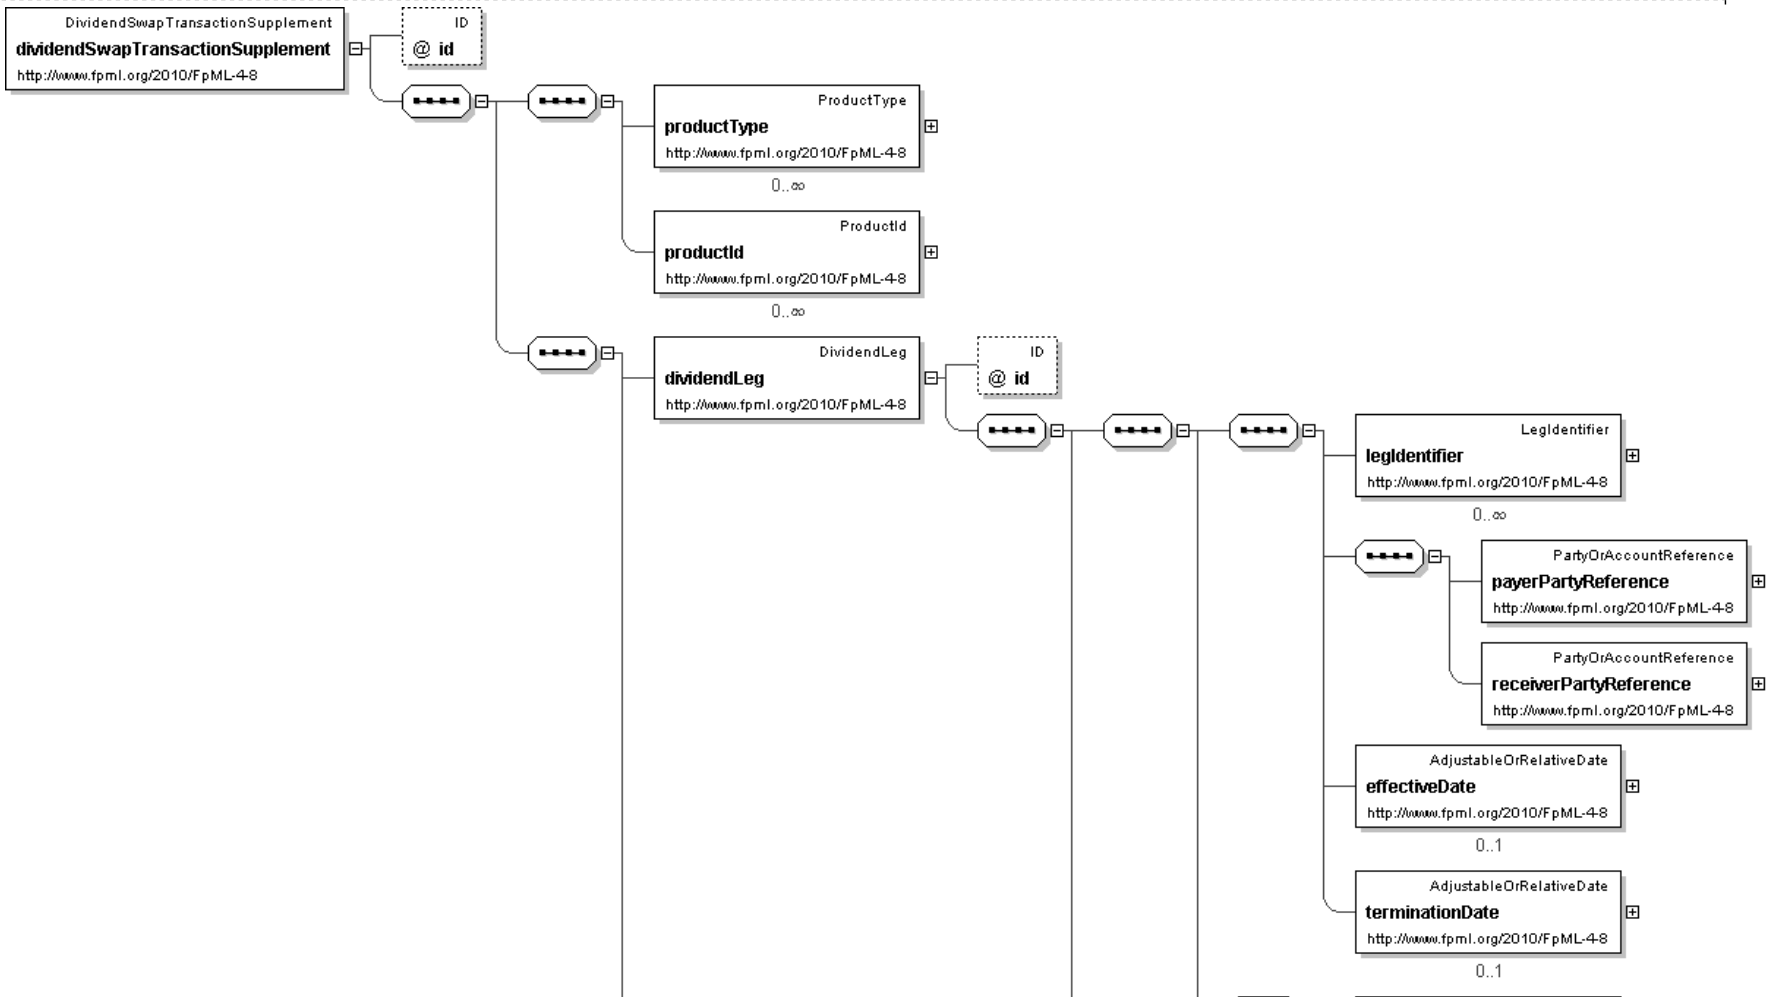 DividendSwapTransactionSupplement
dividendSwapTransactionSupplement
http://www.fpml.org/2010/FpML-4-8
ID
@ id
ProductType
productType
http://www.fpml.org/2010/FpML-4-8
0..∞
ProductId
productId
http://www.fpml.org/2010/FpML-4-8
0..∞
DividendLeg
dividendLeg
http://www.fpml.org/2010/FpML-4-8
ID
@ id
LegIdentifier
legIdentifier
http://www.fpml.org/2010/FpML-4-8
0..∞
PartyOrAccountReference
payerPartyReference
http://www.fpml.org/2010/FpML-4-8
PartyOrAccountReference
receiverPartyReference
http://www.fpml.org/2010/FpML-4-8
AdjustableOrRelativeDate
effectiveDate
http://www.fpml.org/2010/FpML-4-8
0..1
AdjustableOrRelativeDate
terminationDate
http://www.fpml.org/2010/FpML-4-8
0..1